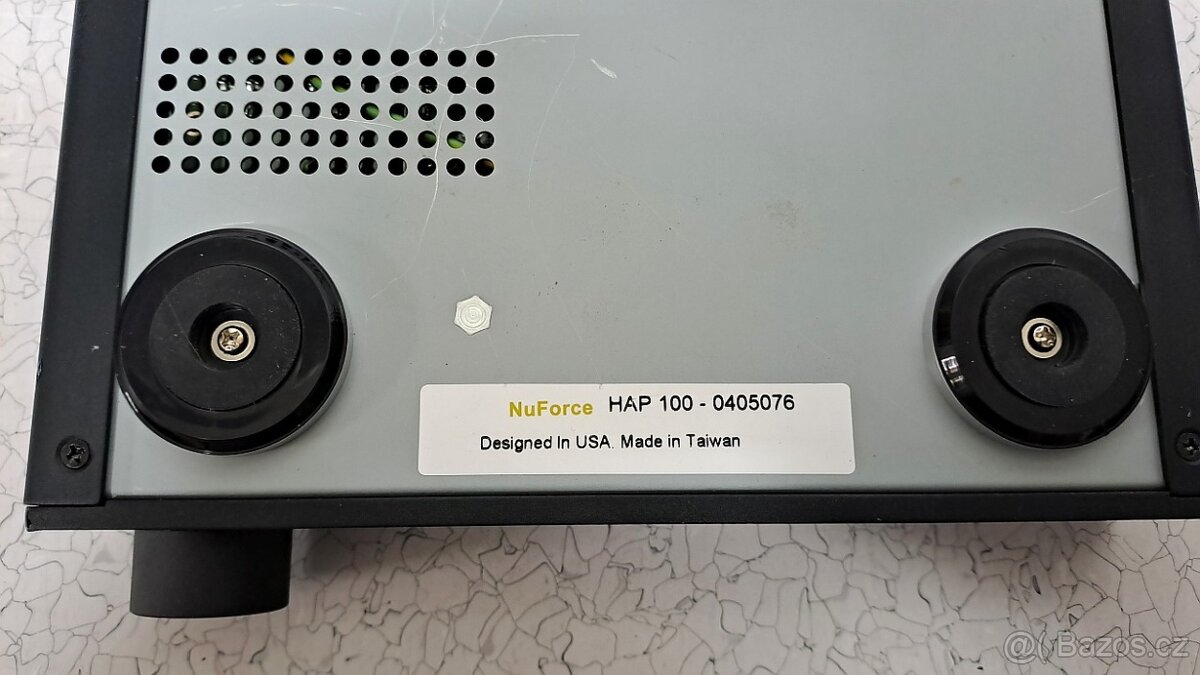 NuForce HAP 100 - 0405076
Designed In USA. Made in Taiwan
@( Bazos.cz